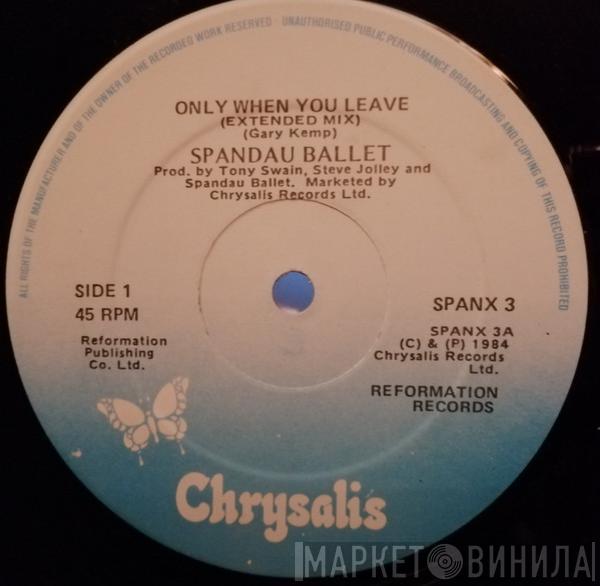 ALL RIGHTS OF THE MANUFACTURER AND OF THE OWNER OF THE RECORDED WORK RESERVED · UNAUTHORISED PUBLIC PERFORMANCE BROADCASTING AND COPYING OF THIS RECORD PROHIBITED
ONLY WHEN YOU LEAVE
(EXTENDED MIX)
(Gary Kemp)
SPANDAU BALLET
Prod. by Tony Swain, Steve Jolley and
Spandau Ballet. Marketed by
Chrysalis Records Ltd.
SIDE 1
45 RPM
Reformation
Publishing
Co. Ltd.
SPANX 3
SPANX 3A
(C) & (P) 1984
Chrysalis Records
Ltd.
REFORMATION
RECORDS
Chrysalis
МАРКЕТ ВИНИЛА